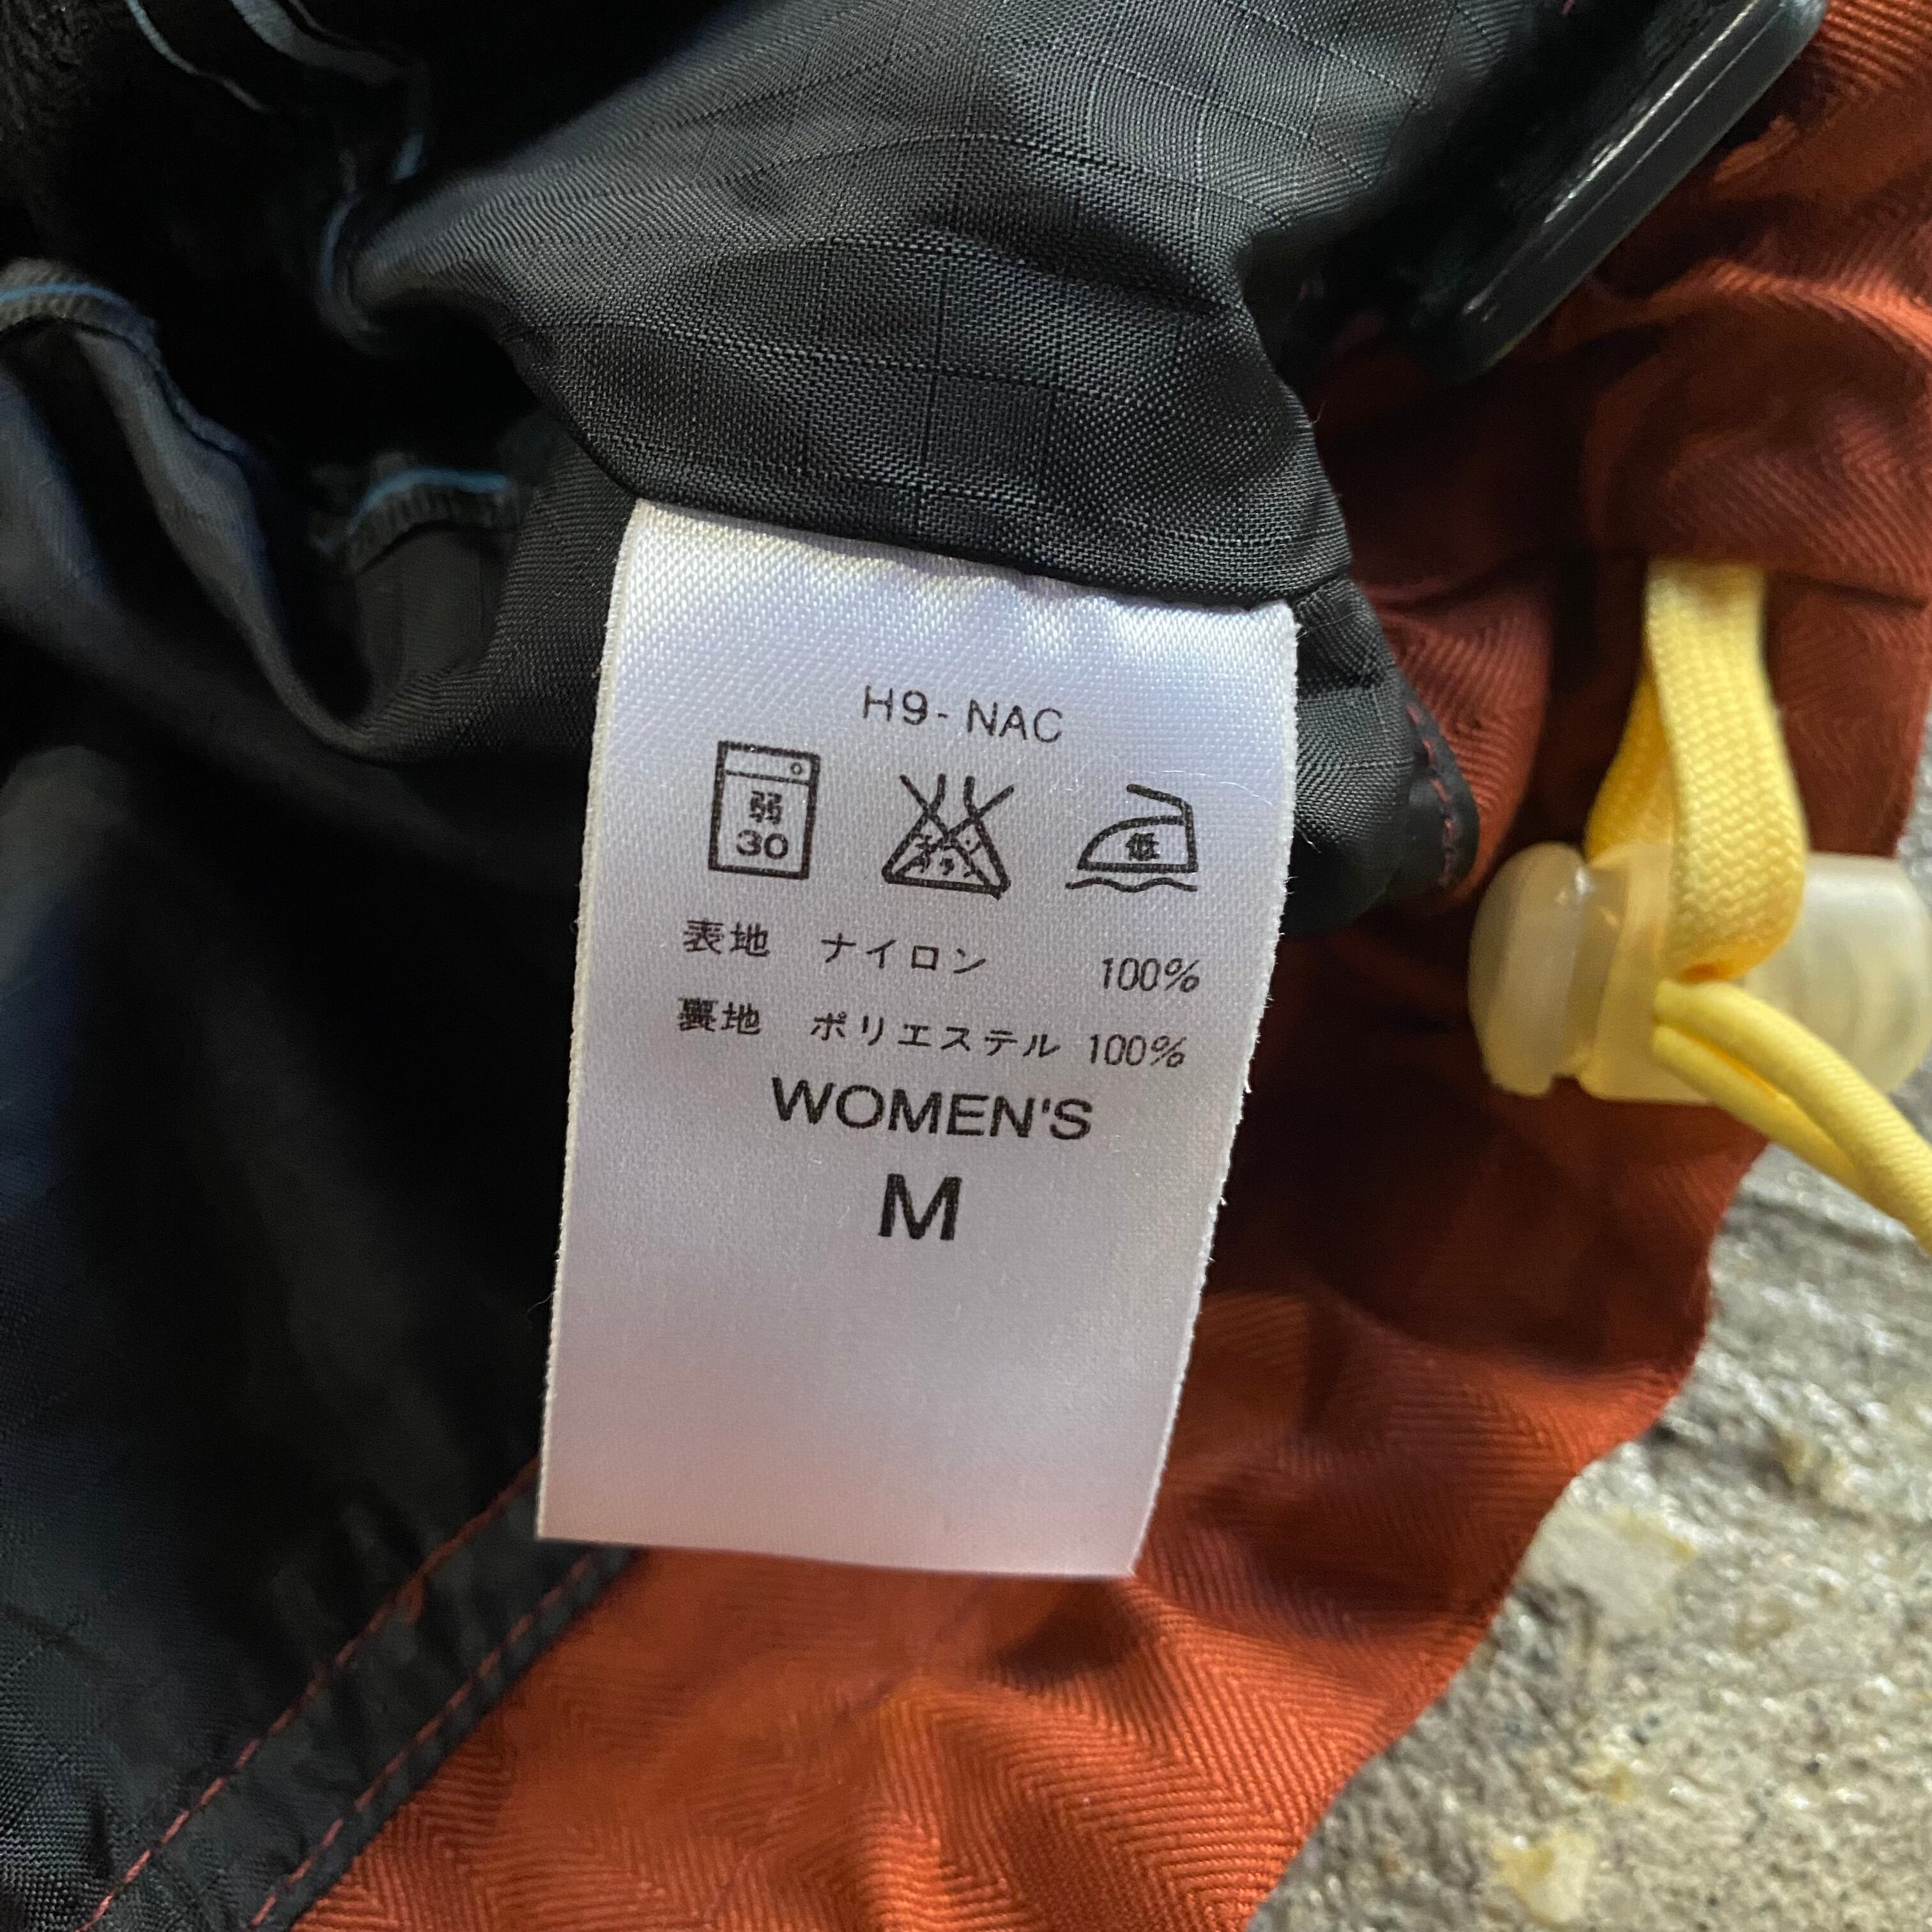 H9-NAC
弱
30
低
表地 ナイロン 100%
裏地 ポリエステル 100%
WOMEN'S
M